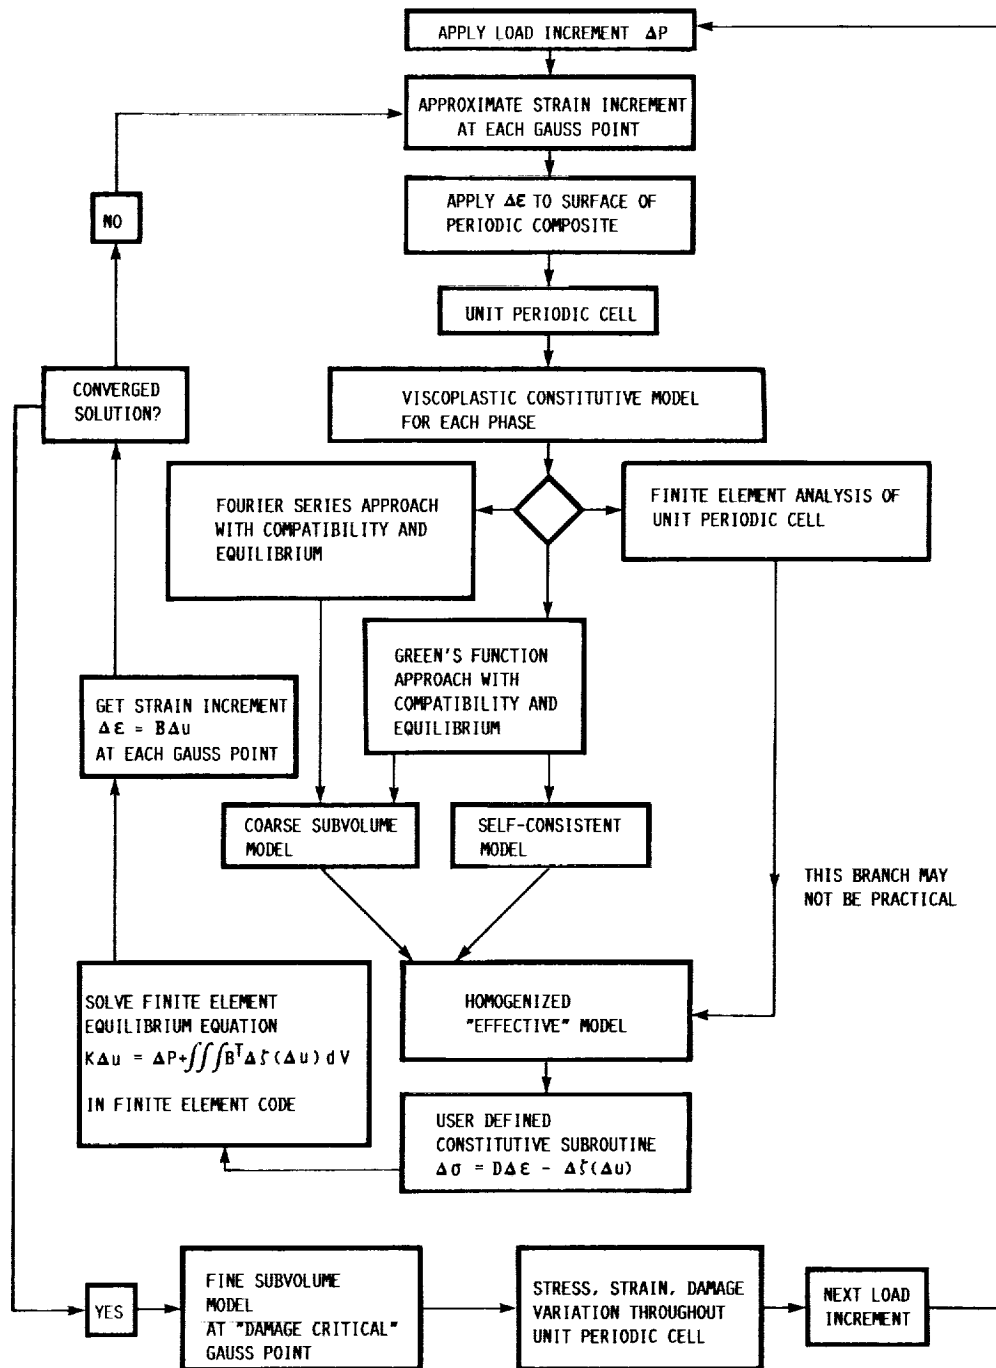 APPLY LOAD INCREMENT ΔP
APPROXIMATE STRAIN INCREMENT
AT EACH GAUSS POINT
APPLY Δε TO SURFACE OF
PERIODIC COMPOSITE
NO
UNIT PERIODIC CELL
CONVERGED
SOLUTION?
VISCOPLASTIC CONSTITUTIVE MODEL
FOR EACH PHASE
FOURIER SERIES APPROACH
WITH COMPATIBILITY AND
EQUILIBRIUM
FINITE ELEMENT ANALYSIS OF
UNIT PERIODIC CELL
GREEN'S FUNCTION
APPROACH WITH
COMPATIBILITY AND
EQUILIBRIUM
GET STRAIN INCREMENT
Δε = BΔu
AT EACH GAUSS POINT
COARSE SUBVOLUME
MODEL
SELF-CONSISTENT
MODEL
THIS BRANCH MAY
NOT BE PRACTICAL
HOMOGENIZED
"EFFECTIVE" MODEL
SOLVE FINITE ELEMENT
EQUILIBRIUM EQUATION
KΔu = ΔP+∫∫∫BᵀΔζ(Δu)dV
IN FINITE ELEMENT CODE
USER DEFINED
CONSTITUTIVE SUBROUTINE
Δσ = DΔε - Δζ(Δu)
YES
FINE SUBVOLUME
MODEL
AT "DAMAGE CRITICAL"
GAUSS POINT
STRESS, STRAIN, DAMAGE
VARIATION THROUGHOUT
UNIT PERIODIC CELL
NEXT LOAD
INCREMENT